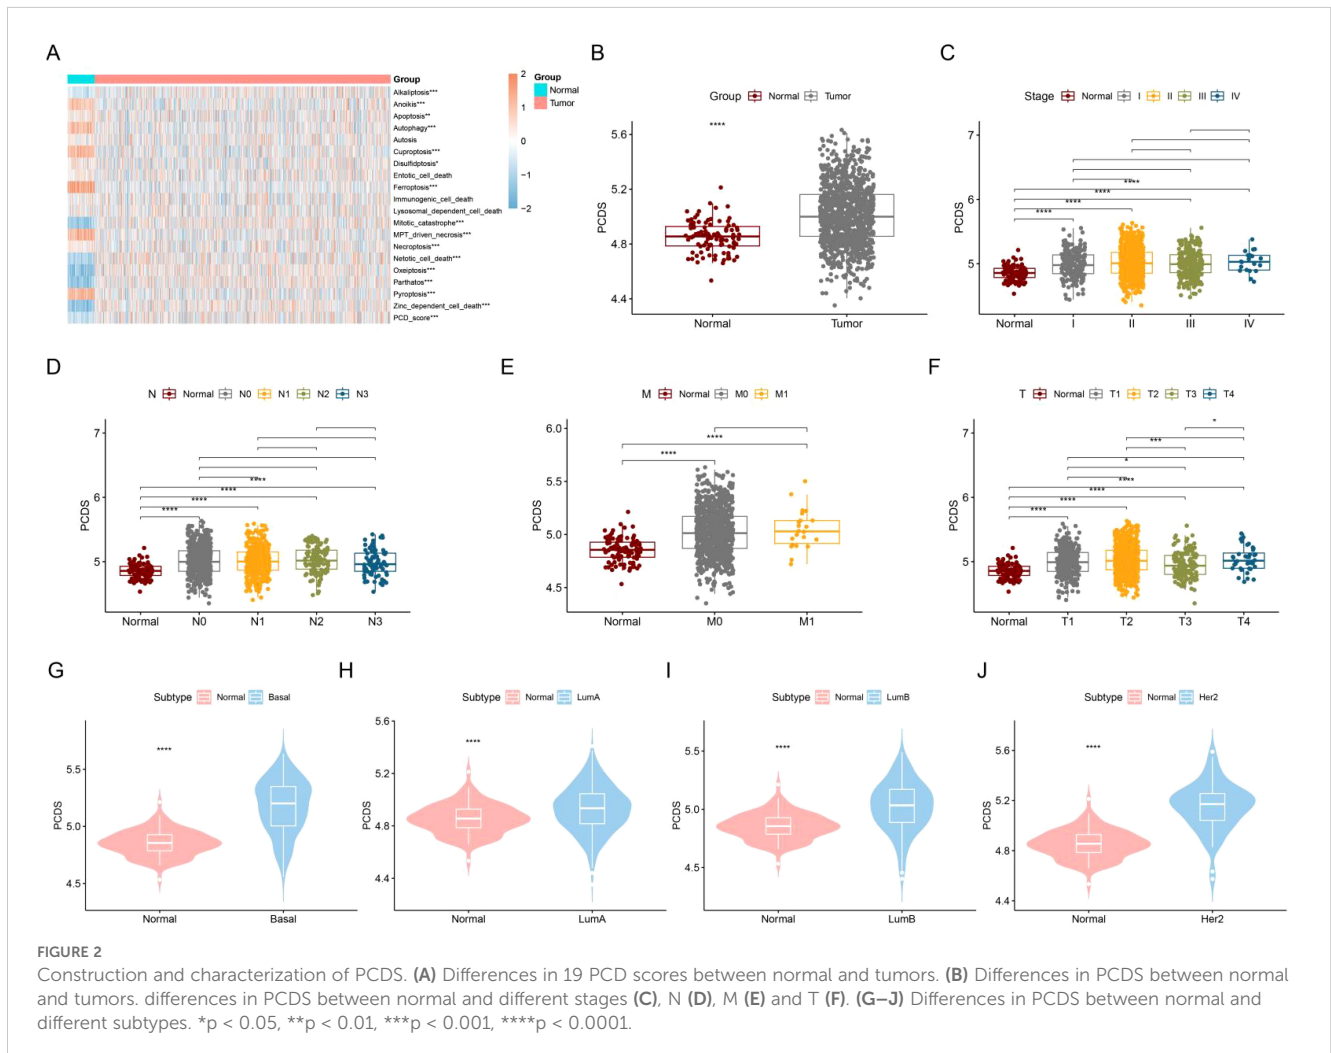 A
Group
Alkaliptosis***
Anoikis***
Apoptosis**
Autophagy***
Autosis
Cuproptosis***
Disulfidptosis*
Entotic_cell_death
Ferroptosis***
Immunogenic_cell_death
Lysosomal_dependent_cell_death
Mitotic_catastrophe***
MPT_driven_necrosis***
Necroptosis***
Netotic_cell_death***
Oxeiptosis***
Parthatos***
Pyroptosis***
Zinc_dependent_cell_death***
PCD_score***
2
1
0
−1
−2
Group
Normal
Tumor
B
Group Normal Tumor
****
PCDS
5.6
5.2
4.8
4.4
Normal Tumor
C
Stage Normal I II III IV
PCDS
7
6
5
****
****
****
****
Normal I II III IV
D
N Normal N0 N1 N2 N3
PCDS
7
6
5
****
****
****
****
Normal N0 N1 N2 N3
E
M Normal M0 M1
PCDS
6.0
5.5
5.0
4.5
****
****
Normal M0 M1
F
T Normal T1 T2 T3 T4
PCDS
7
6
5
*
***
*
****
****
****
****
Normal T1 T2 T3 T4
G
Subtype Normal Basal
****
PCDS
5.5
5.0
4.5
Normal Basal
H
Subtype Normal LumA
****
PCDS
5.6
5.2
4.8
4.4
Normal LumA
I
Subtype Normal LumB
****
PCDS
5.5
5.0
4.5
Normal LumB
J
Subtype Normal Her2
****
PCDS
5.6
5.2
4.8
4.4
Normal Her2
FIGURE 2
Construction and characterization of PCDS. (A) Differences in 19 PCD scores between normal and tumors. (B) Differences in PCDS between normal
and tumors. differences in PCDS between normal and different stages (C), N (D), M (E) and T (F). (G–J) Differences in PCDS between normal and
different subtypes. *p < 0.05, **p < 0.01, ***p < 0.001, ****p < 0.0001.